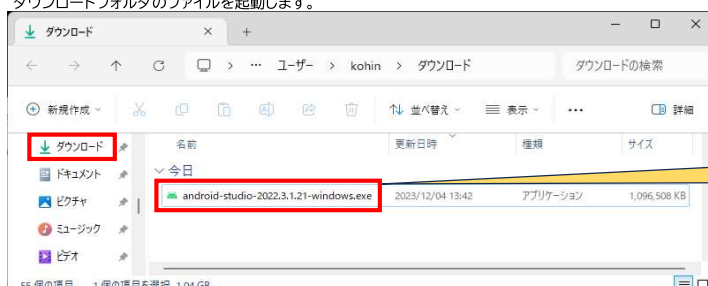 ダウンロードフォルダのファイルを起動します。
ダウンロード
ユーザー > kohin > ダウンロード
ダウンロードの検索
新規作成
並べ替え
表示
詳細
ダウンロード
ドキュメント
ピクチャ
ミュージック
ビデオ
名前 更新日時 種類 サイズ
今日
android-studio-2022.3.1.21-windows.exe 2023/12/04 13:42 アプリケーション 1,096,508 KB
55 個の項目 1 個の項目を選択 1.04 GB